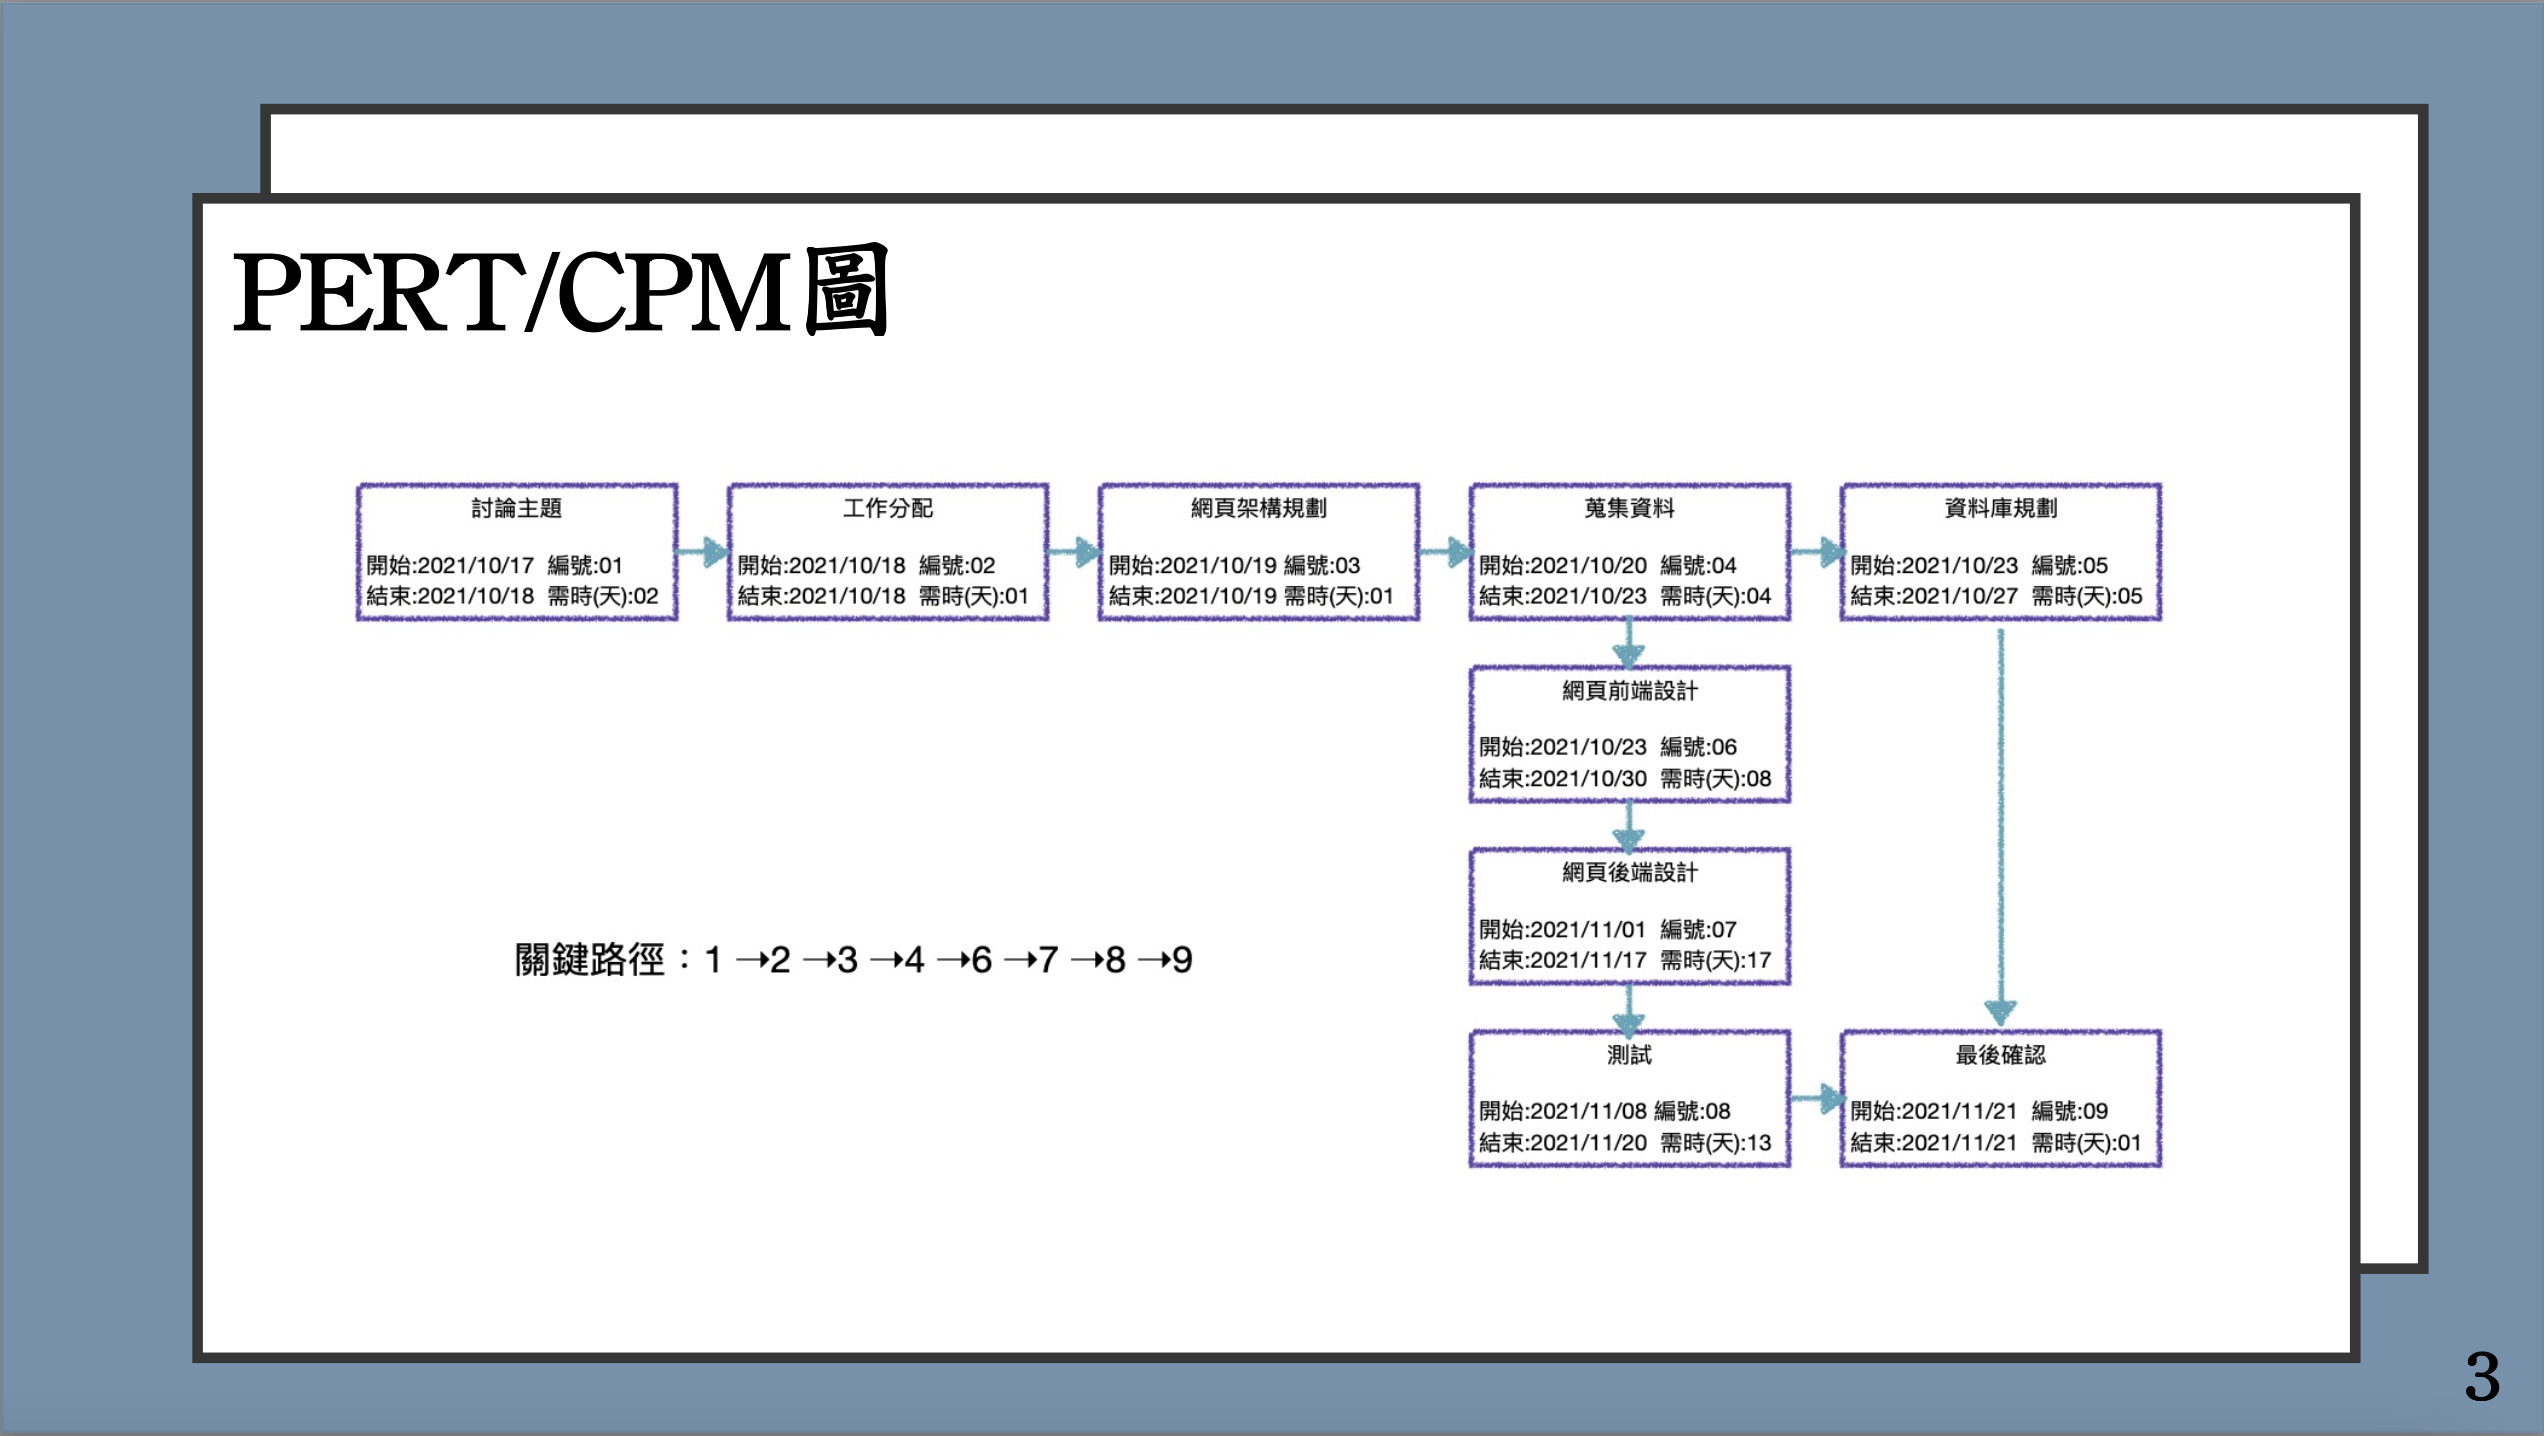 PERT/CPM圖
討論主題
開始:2021/10/17 編號:01
結束:2021/10/18 需時(天):02
工作分配
開始:2021/10/18 編號:02
結束:2021/10/18 需時(天):01
網頁架構規劃
開始:2021/10/19 編號:03
結束:2021/10/19 需時(天):01
蒐集資料
開始:2021/10/20 編號:04
結束:2021/10/23 需時(天):04
資料庫規劃
開始:2021/10/23 編號:05
結束:2021/10/27 需時(天):05
網頁前端設計
開始:2021/10/23 編號:06
結束:2021/10/30 需時(天):08
網頁後端設計
開始:2021/11/01 編號:07
結束:2021/11/17 需時(天):17
關鍵路徑：1→2→3→4→6→7→8→9
測試
開始:2021/11/08 編號:08
結束:2021/11/20 需時(天):13
最後確認
開始:2021/11/21 編號:09
結束:2021/11/21 需時(天):01
3